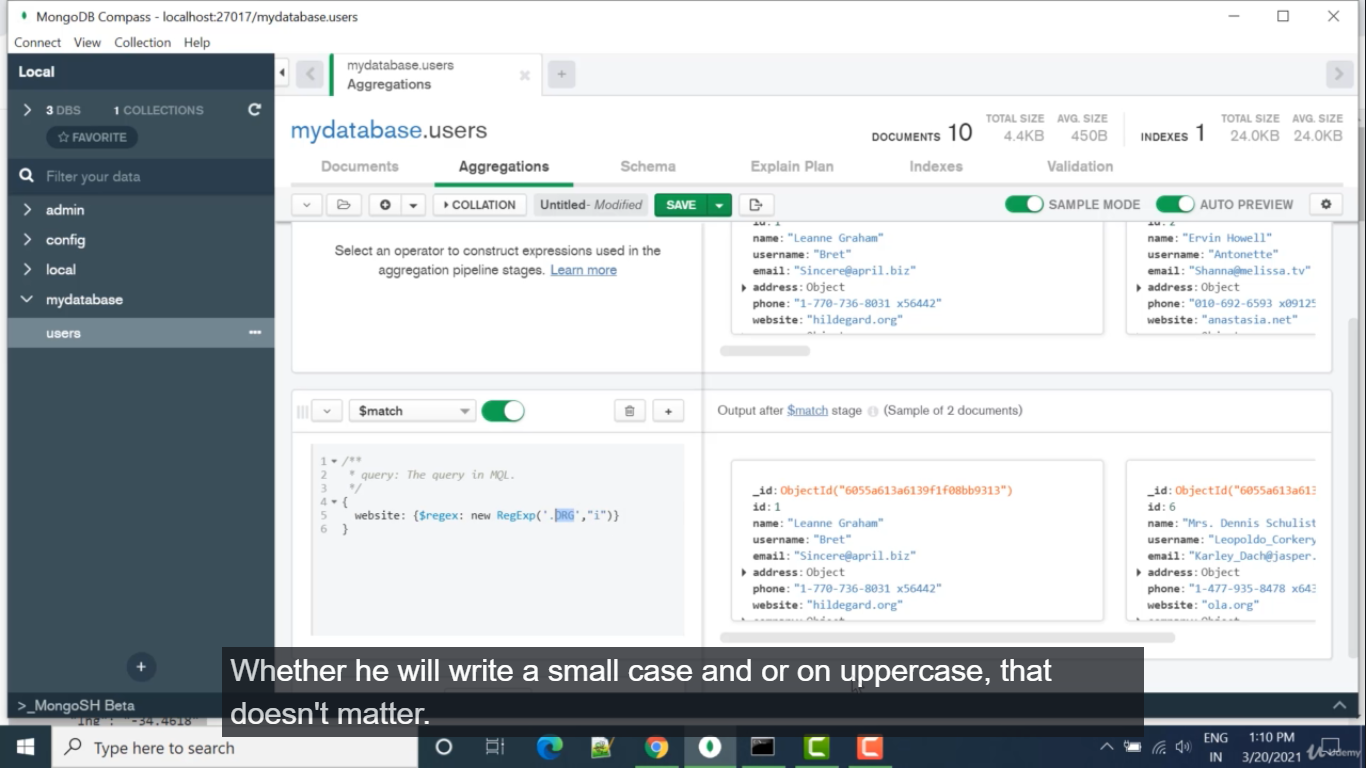 MongoDB Compass - localhost:27017/mydatabase.users
Connect View Collection Help
Local
3 DBS 1 COLLECTIONS
FAVORITE
Filter your data
admin
config
local
mydatabase
users
>_MongoSH Beta
mydatabase.users
Aggregations
mydatabase.users
DOCUMENTS 10 TOTAL SIZE 4.4KB AVG. SIZE 450B INDEXES 1 TOTAL SIZE 24.0KB AVG. SIZE 24.0KB
Documents Aggregations Schema Explain Plan Indexes Validation
COLLATION Untitled- Modified SAVE SAMPLE MODE AUTO PREVIEW
Select an operator to construct expressions used in the
aggregation pipeline stages. Learn more
id: 1
name: "Leanne Graham"
username: "Bret"
email: "Sincere@april.biz"
address: Object
phone: "1-770-736-8031 x56442"
website: "hildegard.org"
id: 2
name: "Ervin Howell"
username: "Antonette"
email: "Shanna@melissa.tv"
address: Object
phone: "010-692-6593 x09125
website: "anastasia.net"
$match
Output after $match stage (Sample of 2 documents)
1 /**
2 * query: The query in MQL.
3 */
4 {
5 website: {$regex: new RegExp('.ORG',"i")}
6 }
_id: ObjectId("6055a613a6139f1f08bb9313")
id: 1
name: "Leanne Graham"
username: "Bret"
email: "Sincere@april.biz"
address: Object
phone: "1-770-736-8031 x56442"
website: "hildegard.org"
_id: ObjectId("6055a613a613
id: 6
name: "Mrs. Dennis Schulist
username: "Leopoldo_Corkery
email: "Karley_Dach@jasper.
address: Object
phone: "1-477-935-8478 x643
website: "ola.org"
Whether he will write a small case and or on uppercase, that
doesn't matter.
"lng": "-34.4618"
Type here to search
ENG
IN
1:10 PM
3/20/2021
Udemy